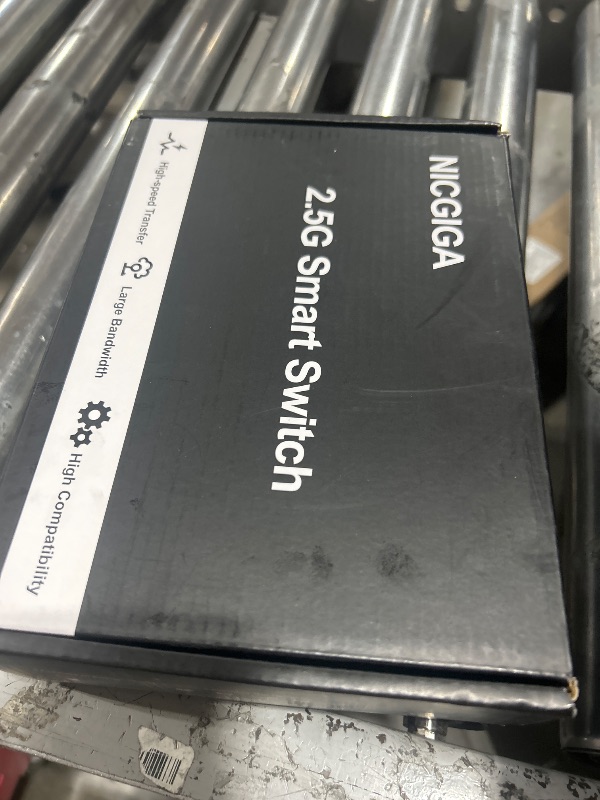 NICGIGA
2.5G Smart Switch
High-speed Transfer
Large Bandwidth
High Compatibility